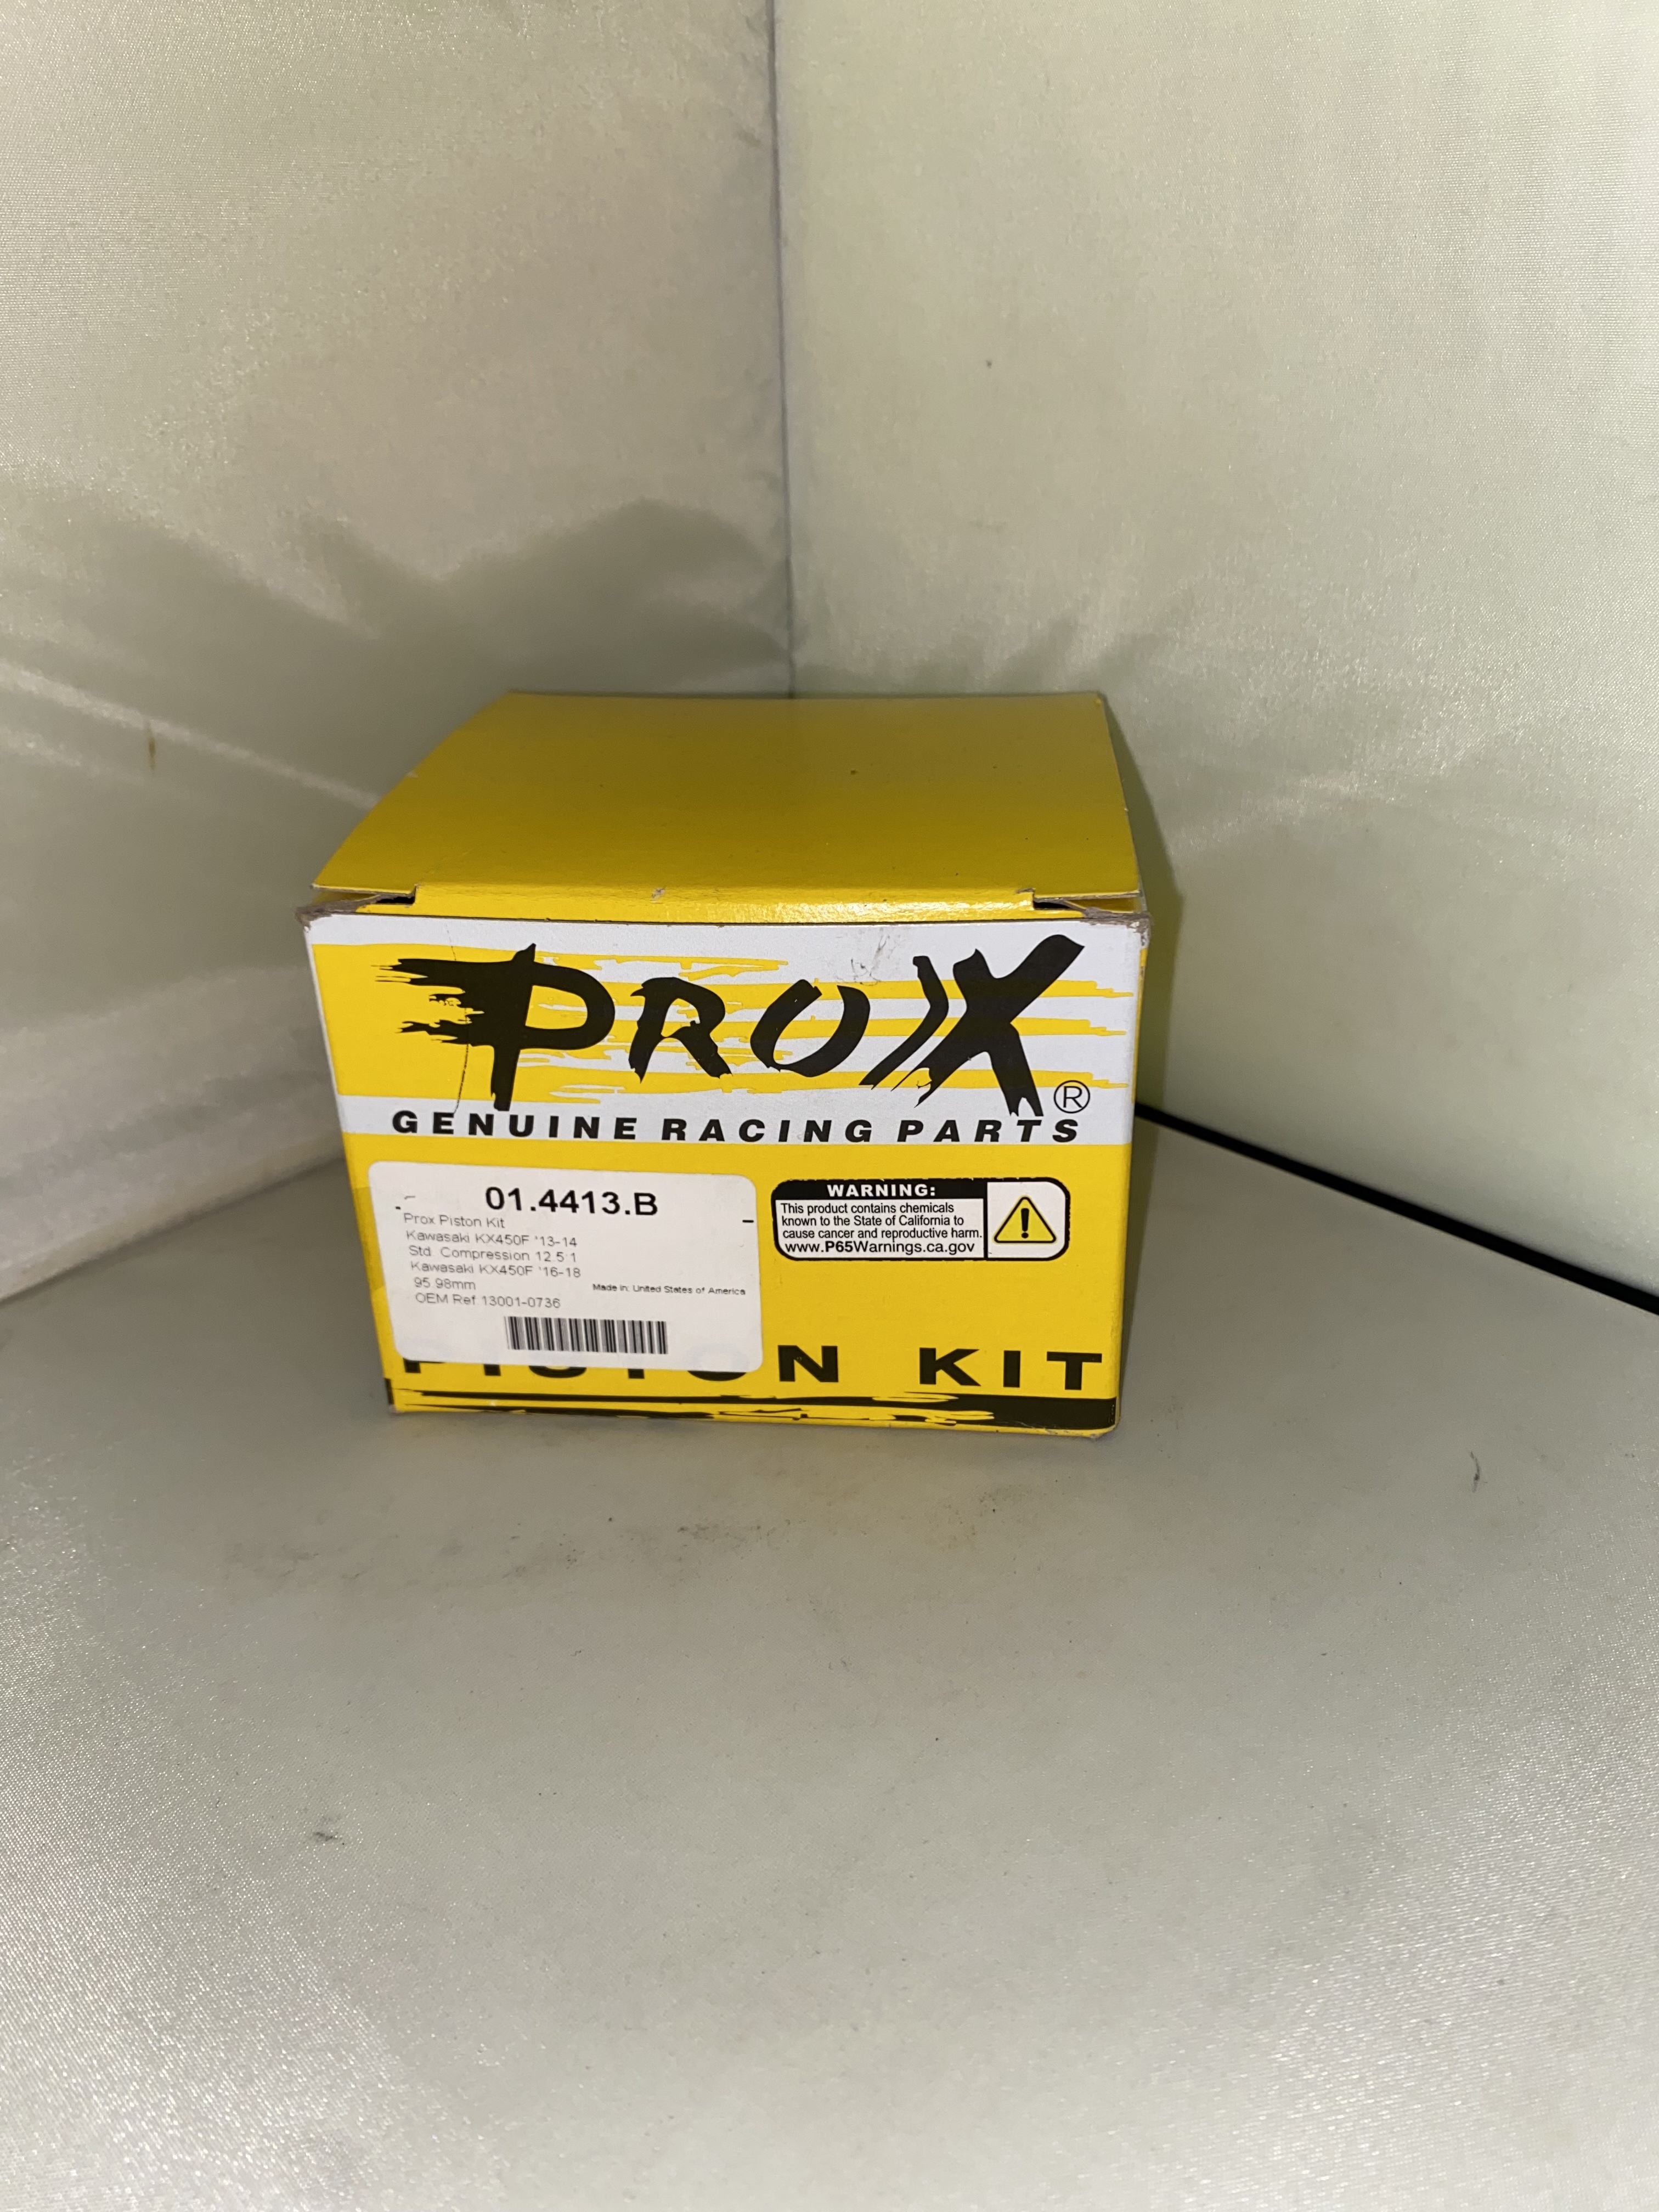 PROX®
GENUINE RACING PARTS
01.4413.B
Prox Piston Kit
Kawasaki KX450F '13-14
Std. Compression 12.5:1
Kawasaki KX450F '16-18
95.98mm
Made in: United States of America
OEM Ref.13001-0736
WARNING:
This product contains chemicals
known to the State of California to
cause cancer and reproductive harm.
www.P65Warnings.ca.gov
PISTON KIT